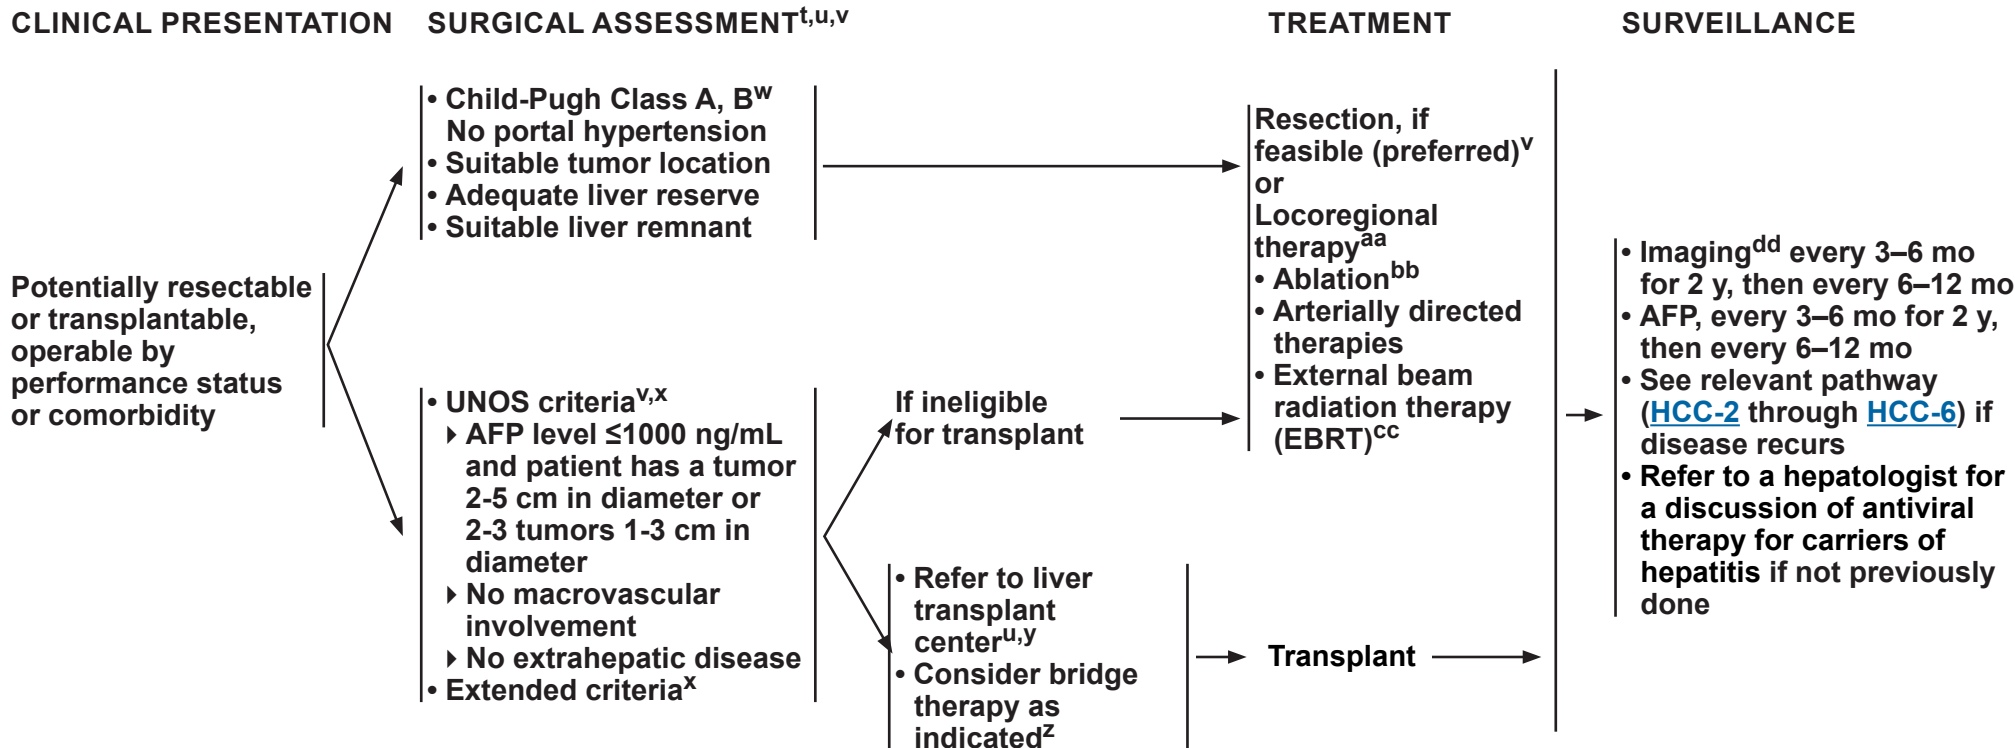 CLINICAL PRESENTATION
SURGICAL ASSESSMENTt,u,v
TREATMENT
SURVEILLANCE
Potentially resectable
or transplantable,
operable by
performance status
or comorbidity
• Child-Pugh Class A, Bw
No portal hypertension
• Suitable tumor location
• Adequate liver reserve
• Suitable liver remnant
• UNOS criteriav,x
▸ AFP level ≤1000 ng/mL
and patient has a tumor
2-5 cm in diameter or
2-3 tumors 1-3 cm in
diameter
▸ No macrovascular
involvement
▸ No extrahepatic disease
• Extended criteriax
If ineligible
for transplant
• Refer to liver
transplant
centeru,y
• Consider bridge
therapy as
indicatedz
Resection, if
feasible (preferred)v
or
Locoregional
therapyaa
• Ablationbb
• Arterially directed
therapies
• External beam
radiation therapy
(EBRT)cc
Transplant
• Imagingdd every 3–6 mo
for 2 y, then every 6–12 mo
• AFP, every 3–6 mo for 2 y,
then every 6–12 mo
• See relevant pathway
(HCC-2 through HCC-6) if
disease recurs
• Refer to a hepatologist for
a discussion of antiviral
therapy for carriers of
hepatitis if not previously
done